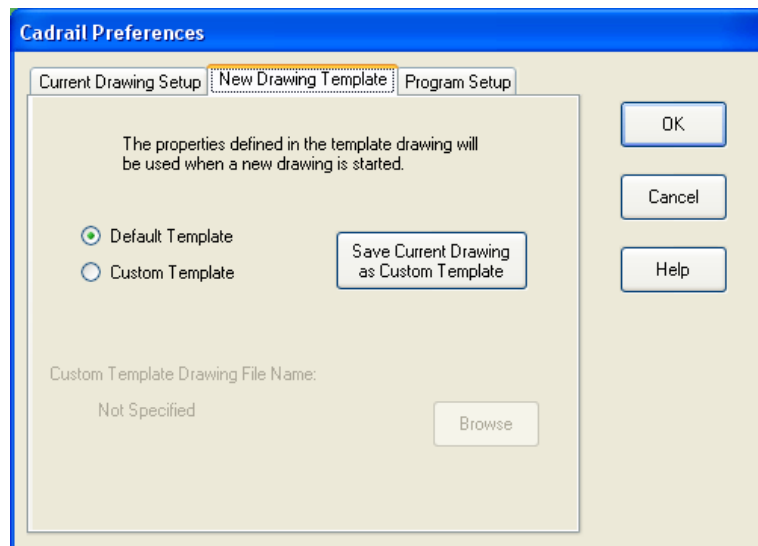 Cadrail Preferences
Current Drawing Setup
New Drawing Template
Program Setup
The properties defined in the template drawing will
be used when a new drawing is started.
OK
Cancel
Help
Default Template
Custom Template
Save Current Drawing
as Custom Template
Custom Template Drawing File Name:
Not Specified
Browse